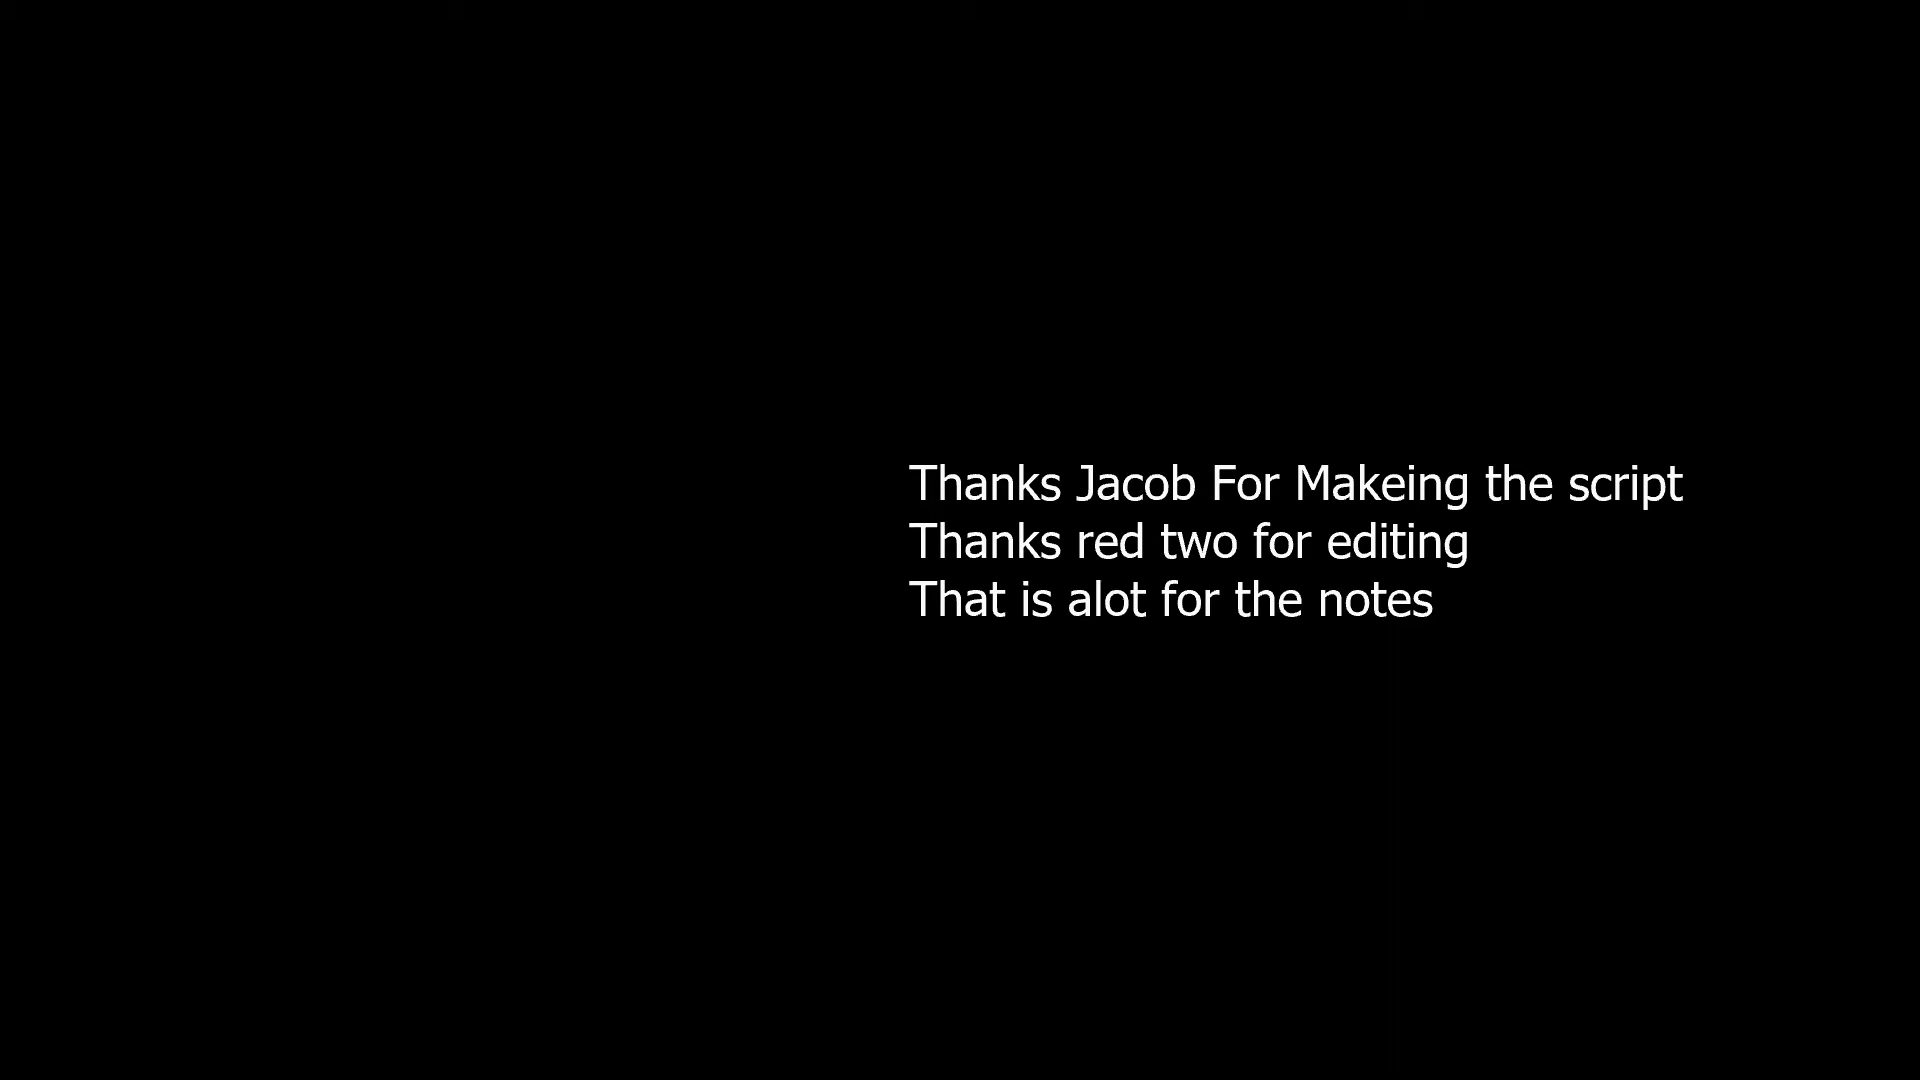 Thanks Jacob For Makeing the script
Thanks red two for editing
That is alot for the notes